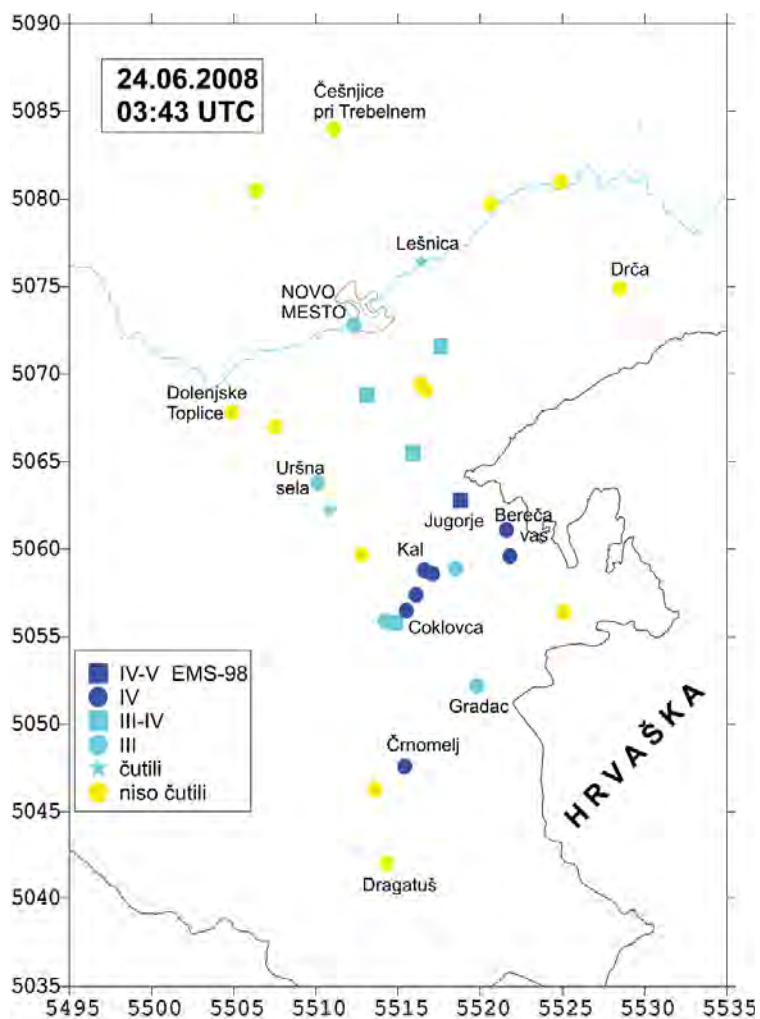 5090
5085
5080
5075
5070
5065
5060
5055
5050
5045
5040
5035
24.06.2008
03:43 UTC
Češnjice
pri Trebelnem
Lešnica
Drča
NOVO
MESTO
Dolenjske
Toplice
Uršna
sela
Jugorje
Bereča
vas
Kal
Coklovca
Gradac
Črnomelj
Dragatuš
HRVAŠKA
IV-V EMS-98
IV
III-IV
III
čutili
niso čutili
5495 5500 5505 5510 5515 5520 5525 5530 5535